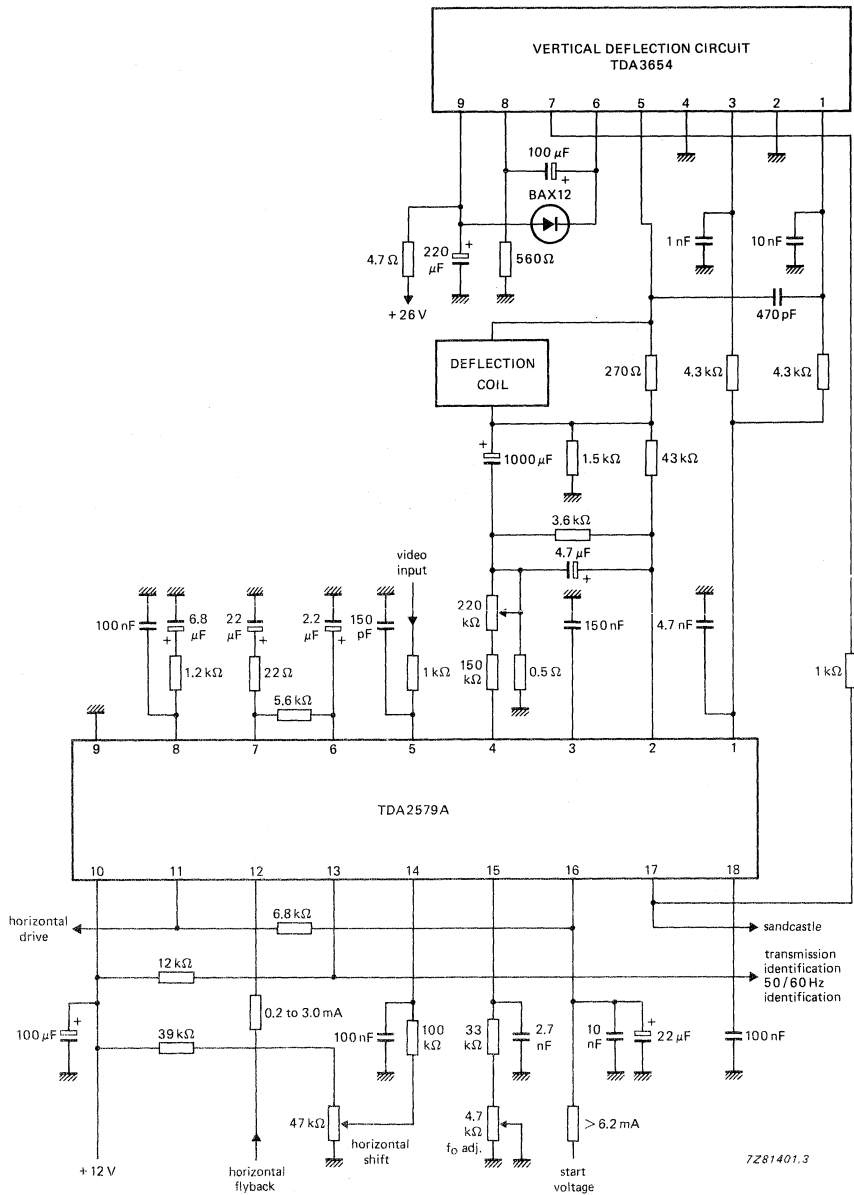 VERTICAL DEFLECTION CIRCUIT
TDA3654
9 8 7 6 5 4 3 2 1
100 μF
+
BAX12
4.7 Ω
220 μF
+
560 Ω
1 nF
10 nF
+ 26 V
470 pF
DEFLECTION
COIL
270 Ω
4.3 kΩ
4.3 kΩ
+
1000 μF
1.5 kΩ
43 kΩ
3.6 kΩ
4.7 μF
+
video
input
100 nF
6.8 μF
+
22 μF
+
2.2 μF
+
150 pF
220 kΩ
150 nF
4.7 nF
1.2 kΩ
22 Ω
1 kΩ
150 kΩ
0.5 Ω
1 kΩ
5.6 kΩ
9 8 7 6 5 4 3 2 1
TDA2579A
10 11 12 13 14 15 16 17 18
horizontal
drive
6.8 kΩ
sandcastle
12 kΩ
transmission
identification
50/60 Hz
identification
100 μF
+
0.2 to 3.0 mA
39 kΩ
100 nF
100 kΩ
33 kΩ
2.7 nF
10 nF
+
22 μF
100 nF
47 kΩ
horizontal
shift
4.7 kΩ
fO adj.
> 6.2 mA
+ 12 V
horizontal
flyback
start
voltage
7Z81401.3